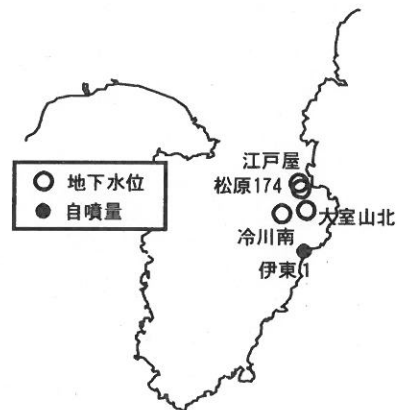 江戸屋
松原174
地下水位
自噴量
大室山北
冷川南
伊東1